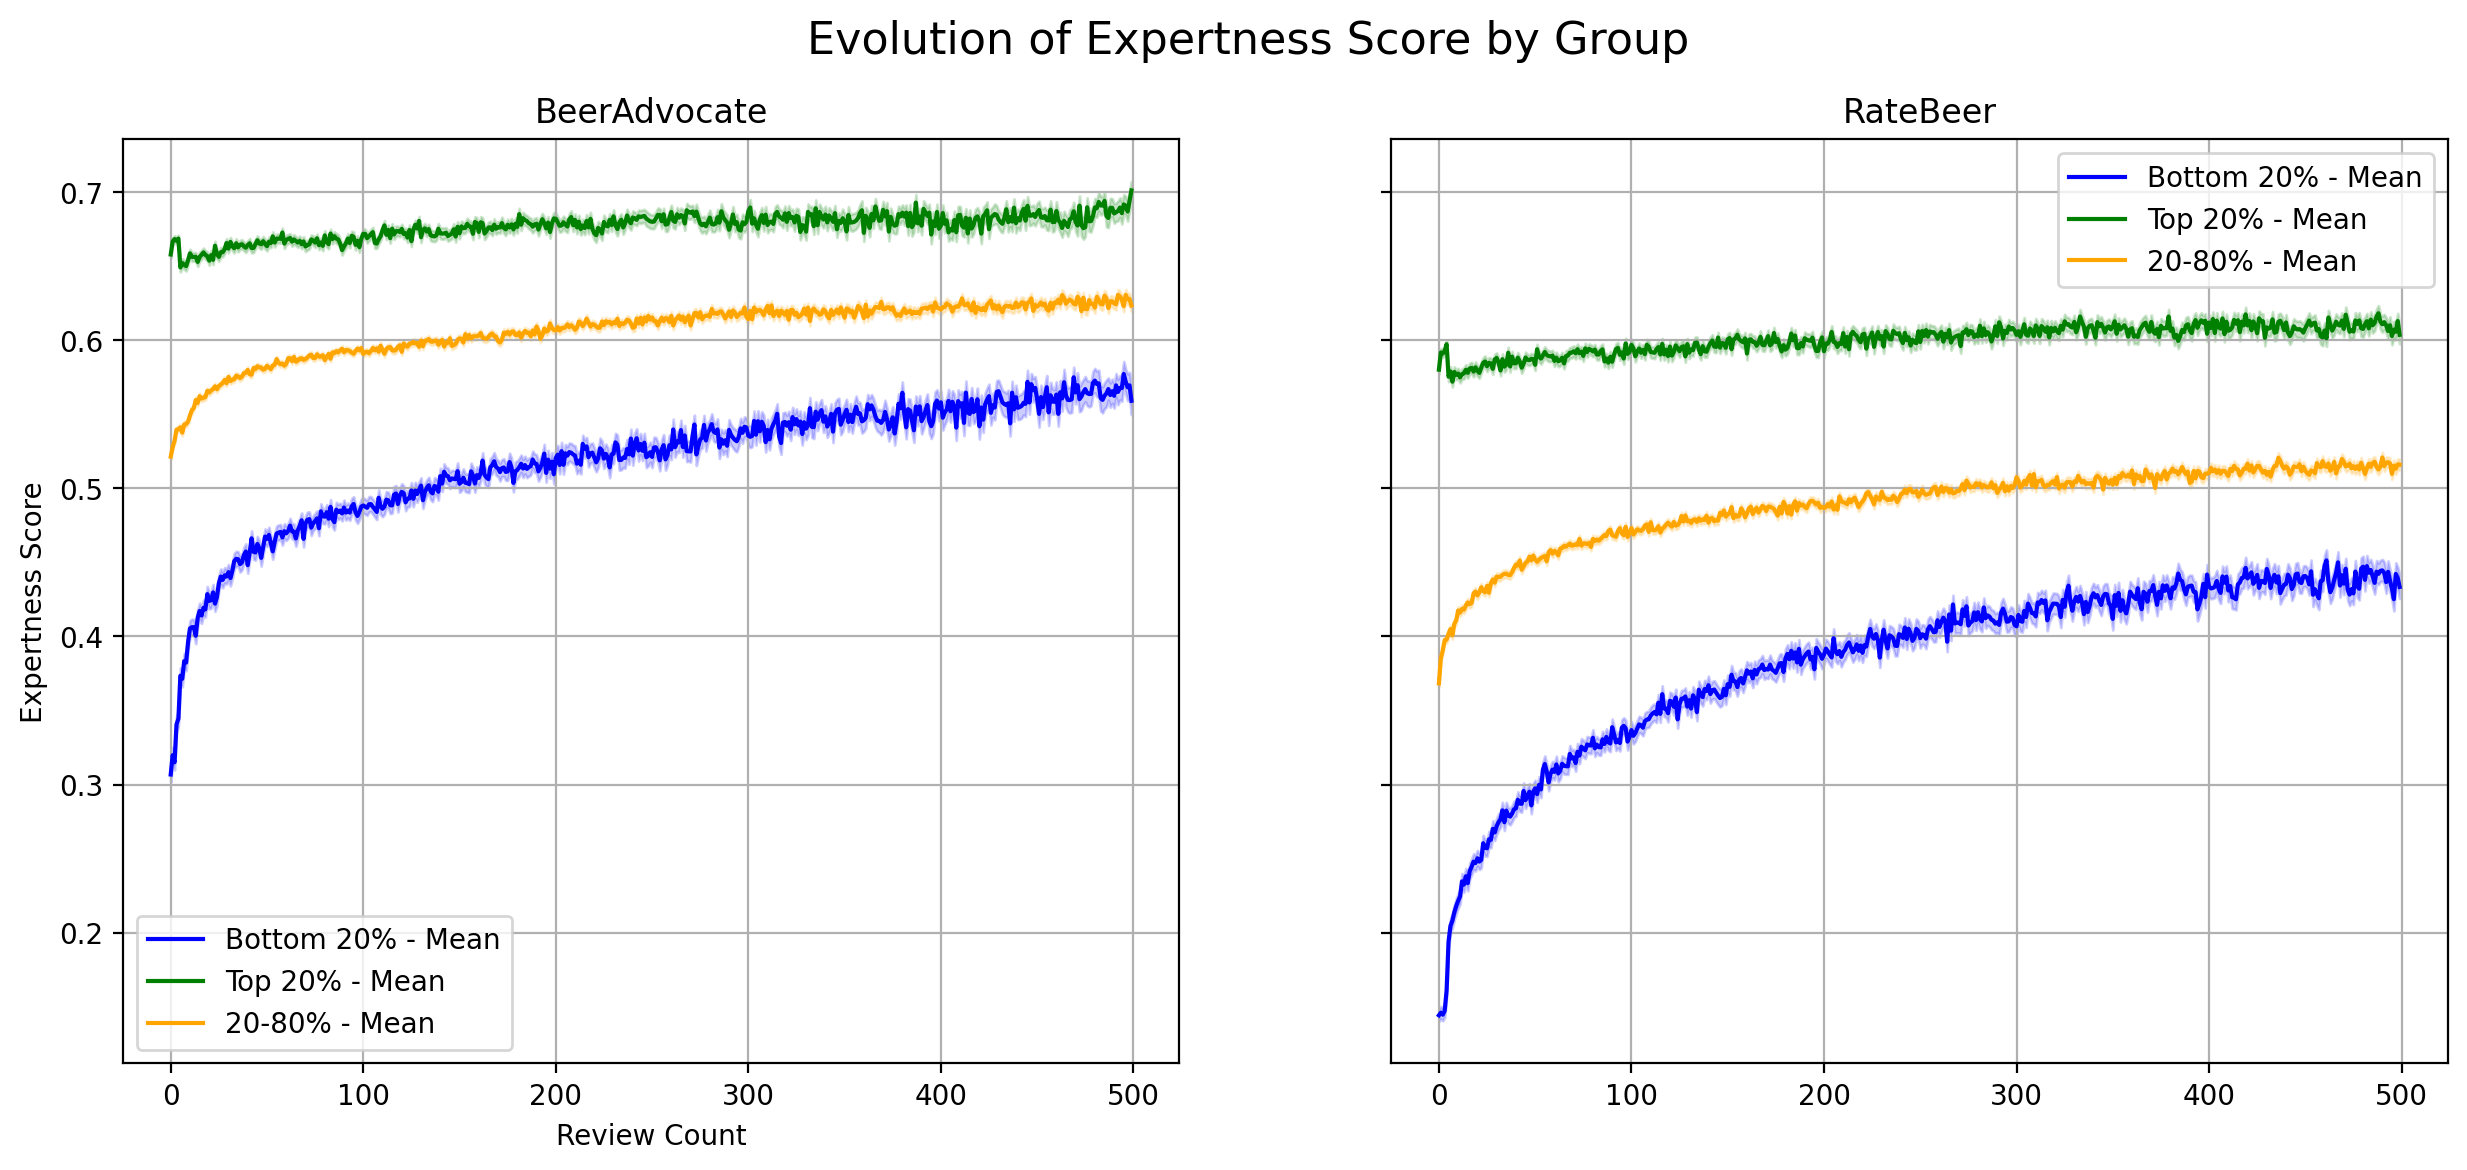 Evolution of Expertness Score by Group
BeerAdvocate
Expertness Score
0.7
0.6
0.5
0.4
0.3
0.2
Bottom 20% - Mean
Top 20% - Mean
20-80% - Mean
0 100 200 300 400 500
Review Count
RateBeer
Bottom 20% - Mean
Top 20% - Mean
20-80% - Mean
0 100 200 300 400 500